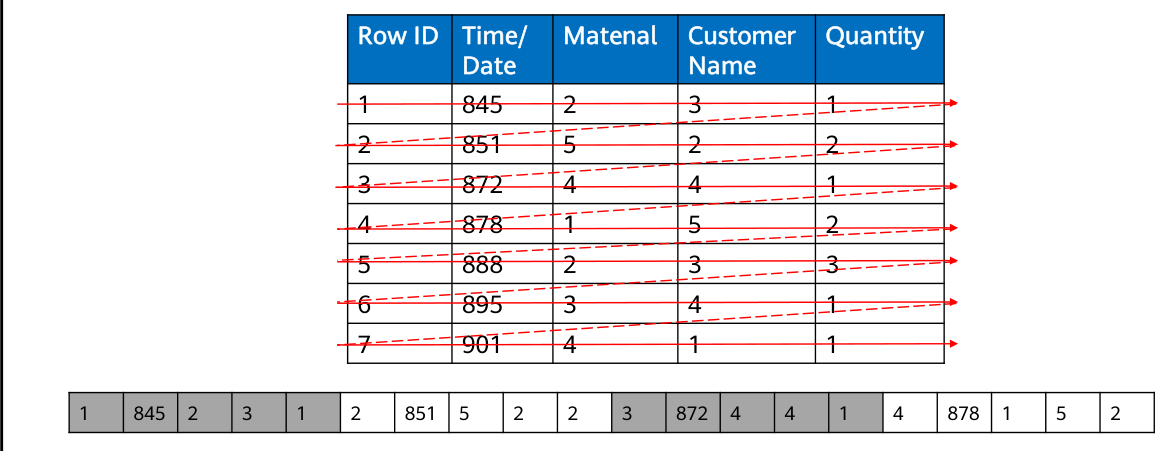 Row ID Time/ Date Matenal Customer Name Quantity
1 845 2 3 1
2 851 5 2 2
3 872 4 4 1
4 878 1 5 2
5 888 2 3 3
6 895 3 4 1
7 901 4 1 1
1 845 2 3 1 2 851 5 2 2 3 872 4 4 1 4 878 1 5 2